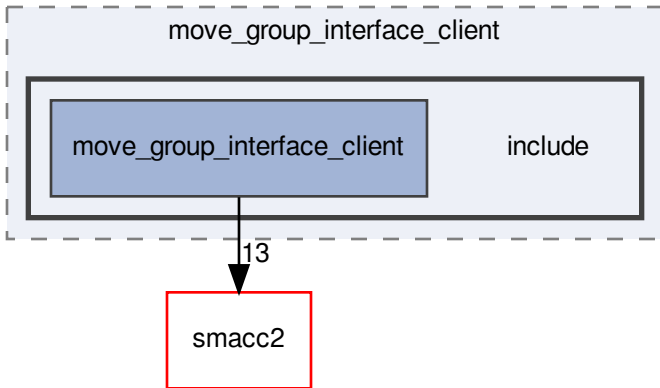 move_group_interface_client
move_group_interface_client
include
13
smacc2